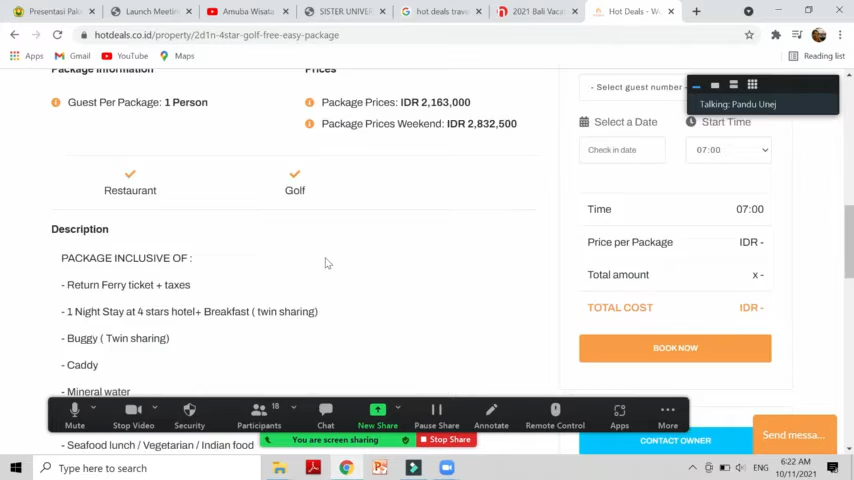 Presentasi Pak
Launch Meetin
Amuba Wisata
SISTER UNIVER
hot deals trave
2021 Bali Vaca
Hot Deals - W
hotdeals.co.id/property/2d1n-4star-golf-free-easy-package
Apps
Gmail
YouTube
Maps
Reading list
Package Information
Prices
- Select guest number -
Talking: Pandu Unej
Guest Per Package: 1 Person
Package Prices: IDR 2,163,000
Package Prices Weekend: IDR 2,832,500
Select a Date
Start Time
Check in date
07:00
Restaurant
Golf
Time
07:00
Description
Price per Package
IDR -
PACKAGE INCLUSIVE OF :
Total amount
x -
- Return Ferry ticket + taxes
TOTAL COST
IDR -
- 1 Night Stay at 4 stars hotel+ Breakfast ( twin sharing)
- Buggy ( Twin sharing)
BOOK NOW
- Caddy
- Mineral water
18
Mute
Stop Video
Security
Participants
Chat
New Share
Pause Share
Annotate
Remote Control
Apps
More
You are screen sharing
Stop Share
- Seafood lunch / Vegetarian / Indian food
CONTACT OWNER
Send messa...
Type here to search
ENG
6:22 AM
10/11/2021